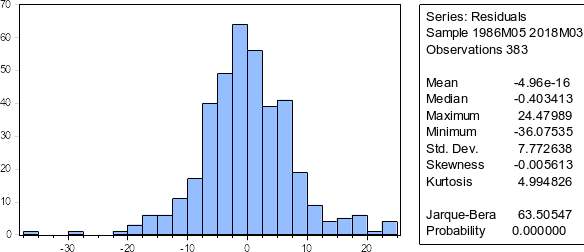 70
60
50
40
30
20
10
0
-30 -20 -10 0 10 20
Series: Residuals
Sample 1986M05 2018M03
Observations 383
Mean -4.96e-16
Median -0.403413
Maximum 24.47989
Minimum -36.07535
Std. Dev. 7.772638
Skewness -0.005613
Kurtosis 4.994826
Jarque-Bera 63.50547
Probability 0.000000